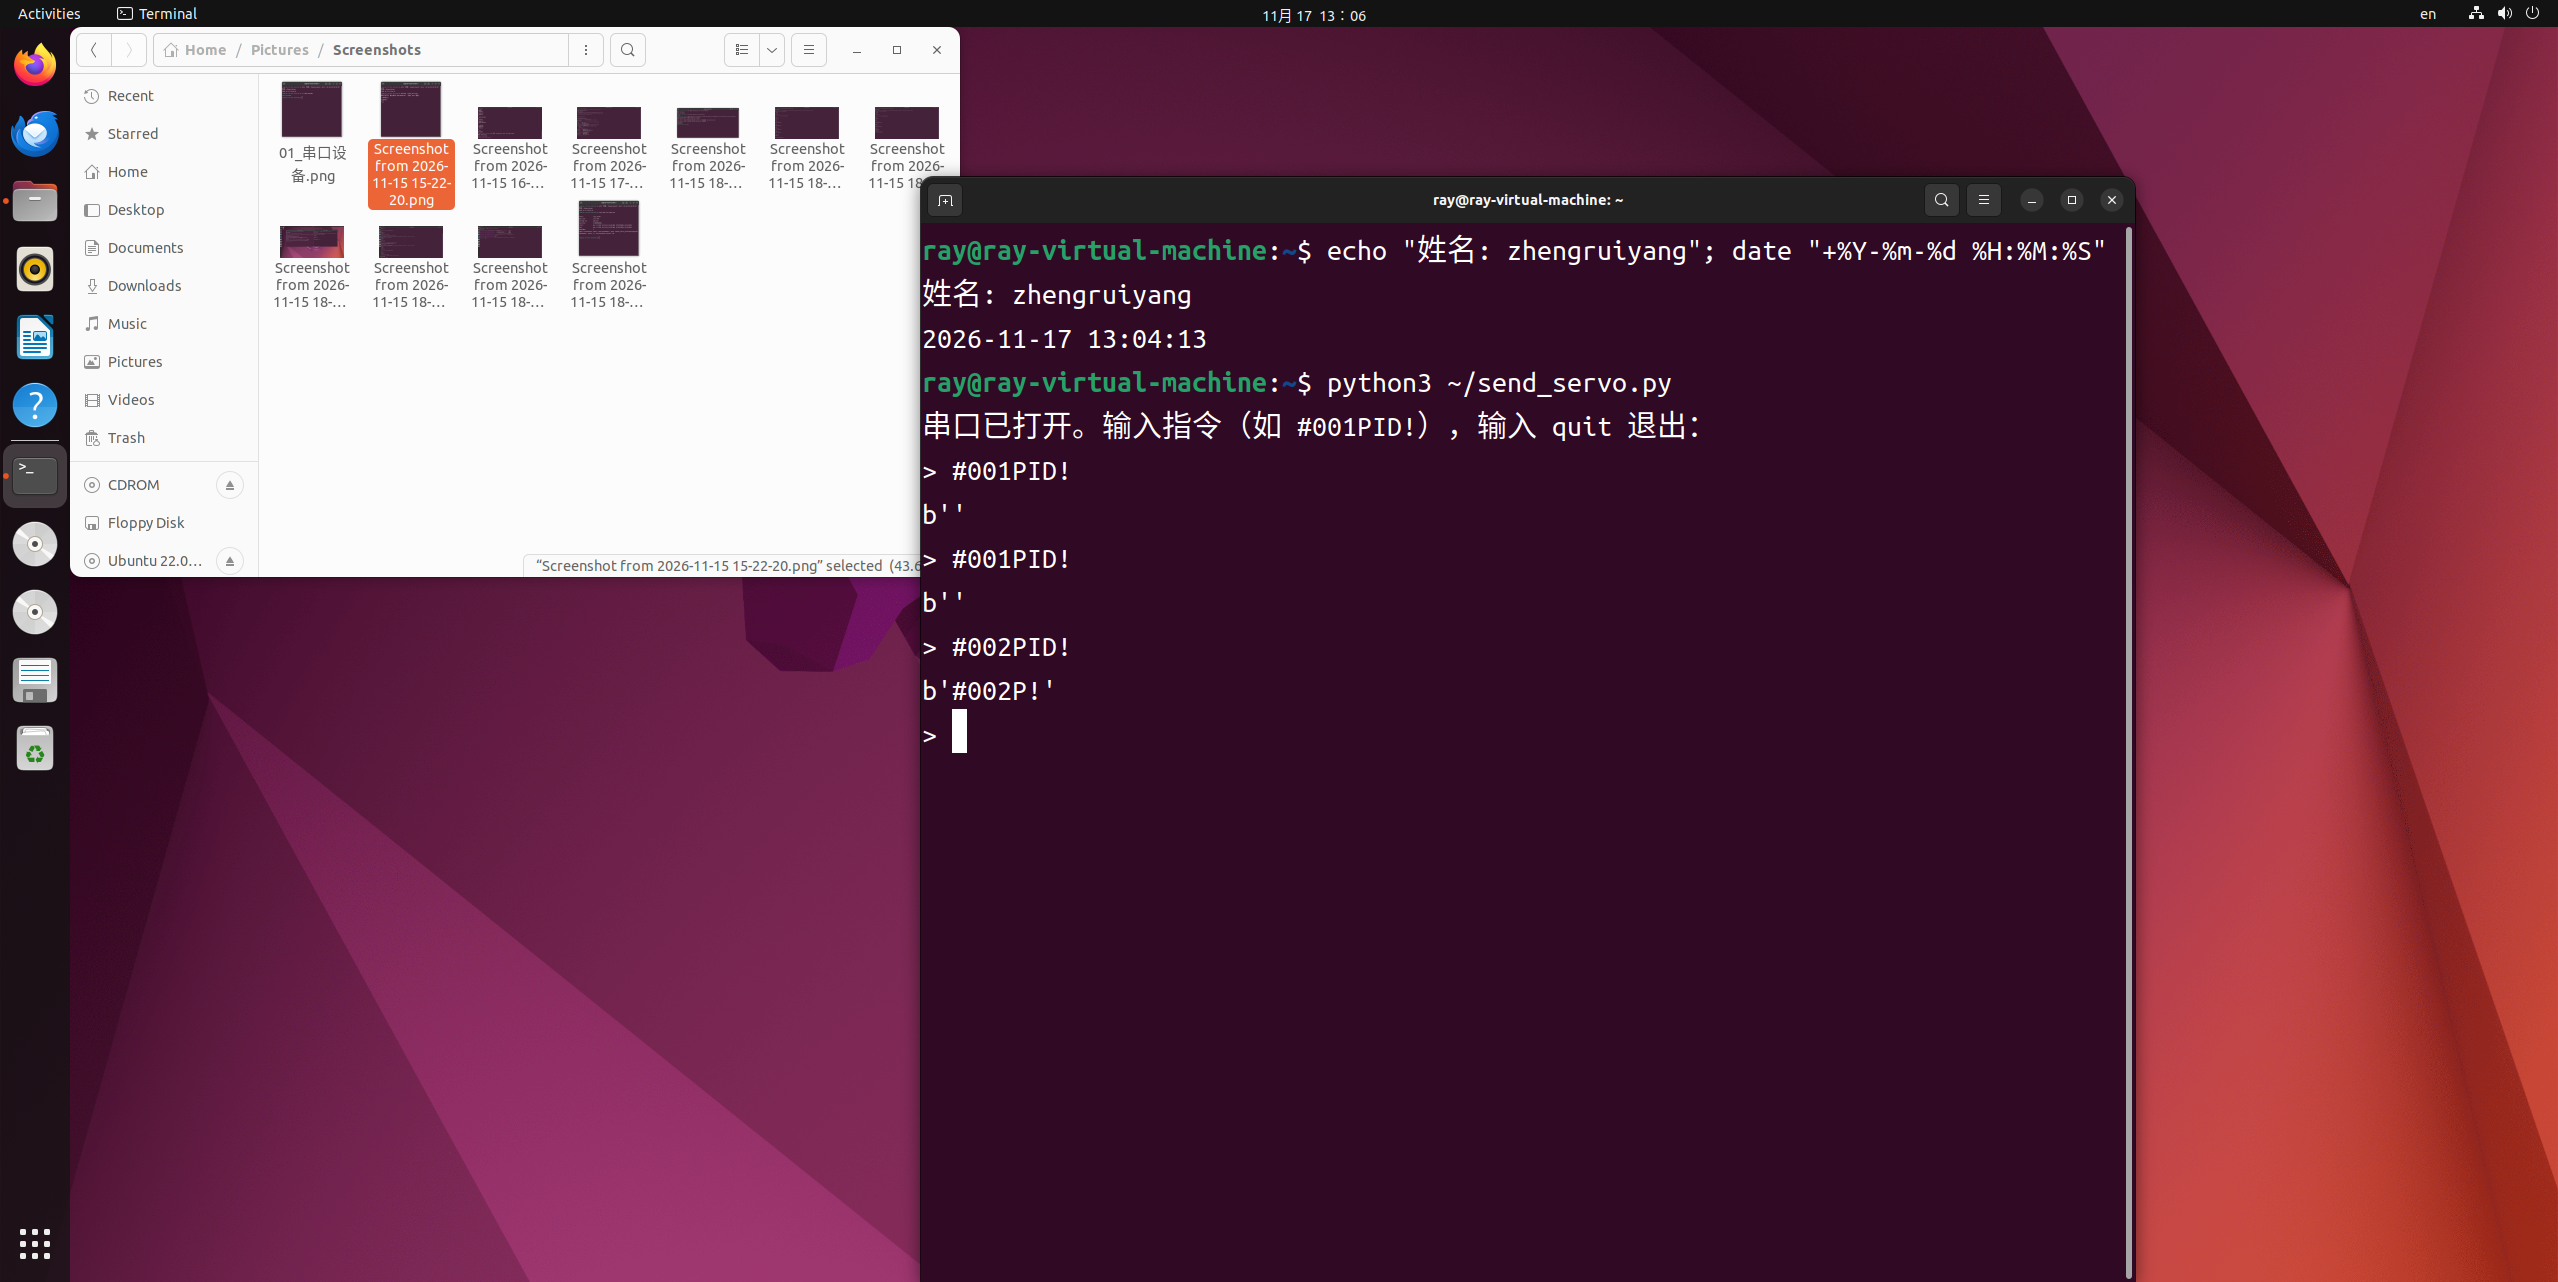 Activities
Terminal
11月 17 13：06
en
Home / Pictures / Screenshots
Recent
Starred
Home
Desktop
Documents
Downloads
Music
Pictures
Videos
Trash
CDROM
Floppy Disk
Ubuntu 22.0…
01_串口设
备.png
Screenshot
from 2026-
11-15 15-22-
20.png
Screenshot
from 2026-
11-15 16-…
Screenshot
from 2026-
11-15 17-…
Screenshot
from 2026-
11-15 18-…
Screenshot
from 2026-
11-15 18-…
Screenshot
from 2026-
11-15 18
Screenshot
from 2026-
11-15 18-…
Screenshot
from 2026-
11-15 18-…
Screenshot
from 2026-
11-15 18-…
Screenshot
from 2026-
11-15 18-…
“Screenshot from 2026-11-15 15-22-20.png” selected (43.6
ray@ray-virtual-machine: ~
ray@ray-virtual-machine:~$ echo "姓名: zhengruiyang"; date "+%Y-%m-%d %H:%M:%S"
姓名: zhengruiyang
2026-11-17 13:04:13
ray@ray-virtual-machine:~$ python3 ~/send_servo.py
串口已打开。输入指令（如 #001PID!），输入 quit 退出：
> #001PID!
b''
> #001PID!
b''
> #002PID!
b'#002P!'
>